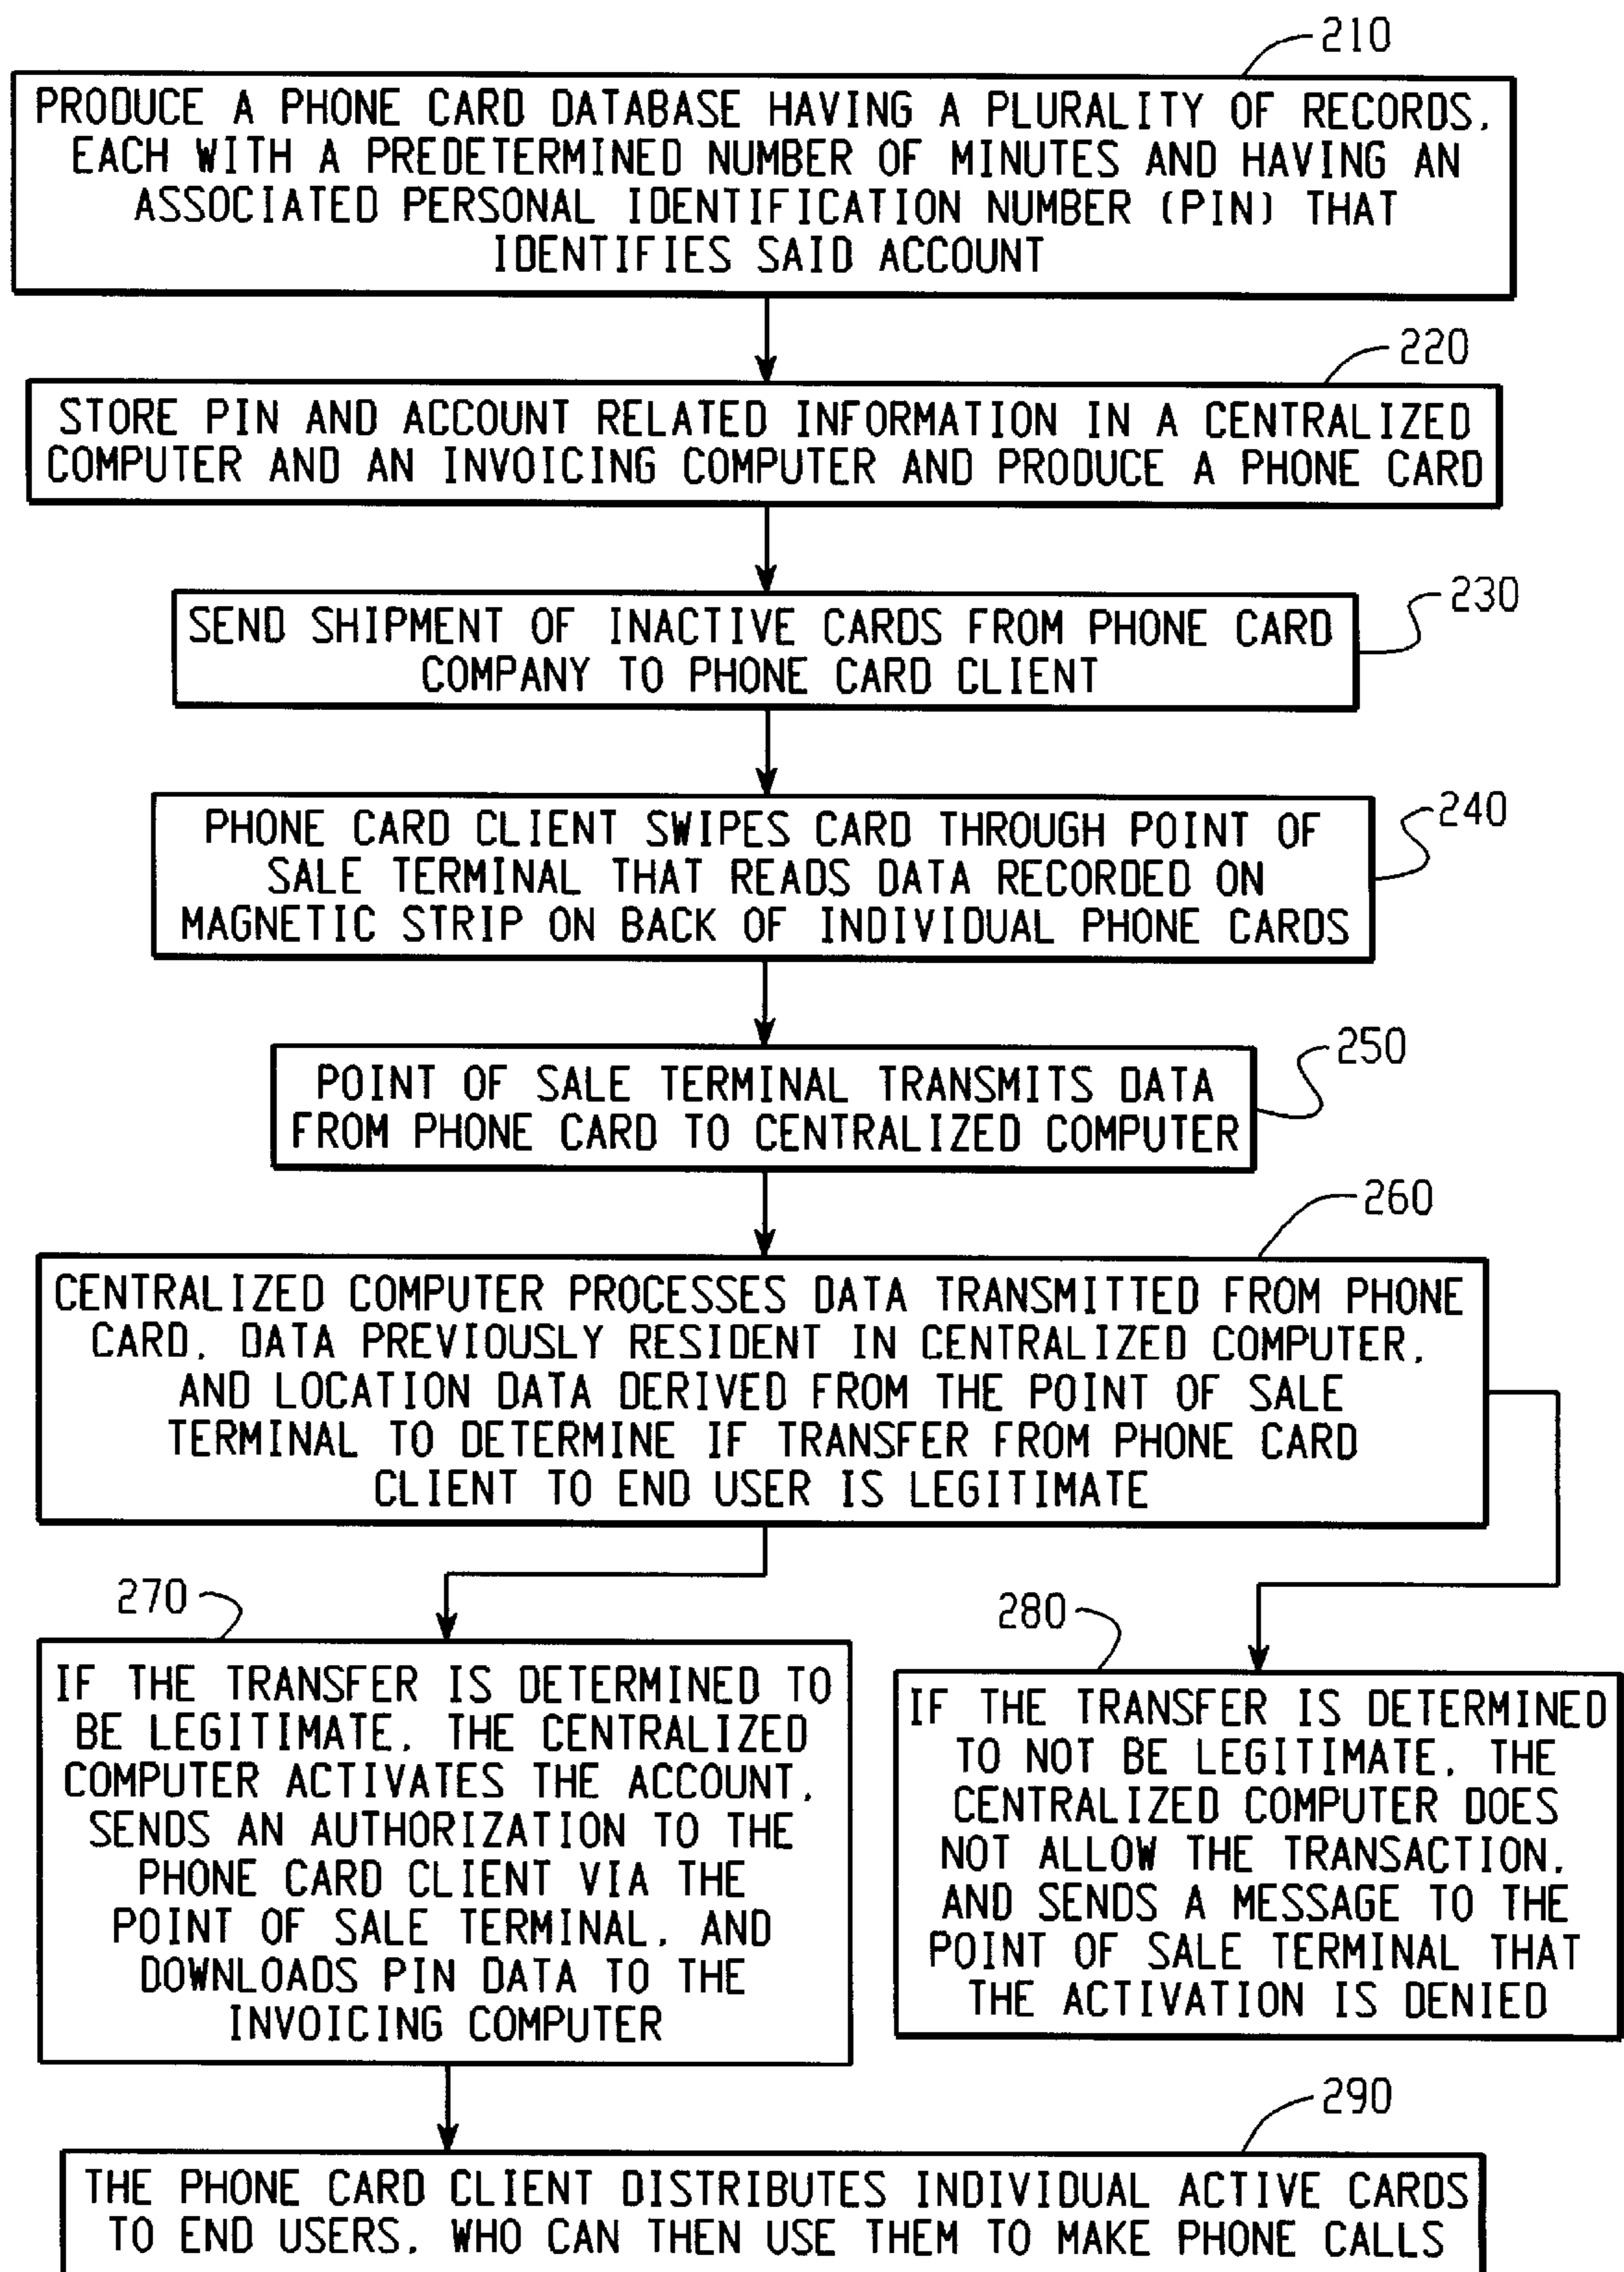 210
PRODUCE A PHONE CARD DATABASE HAVING A PLURALITY OF RECORDS,
EACH WITH A PREDETERMINED NUMBER OF MINUTES AND HAVING AN
ASSOCIATED PERSONAL IDENTIFICATION NUMBER (PIN) THAT
IDENTIFIES SAID ACCOUNT
220
STORE PIN AND ACCOUNT RELATED INFORMATION IN A CENTRALIZED
COMPUTER AND AN INVOICING COMPUTER AND PRODUCE A PHONE CARD
230
SEND SHIPMENT OF INACTIVE CARDS FROM PHONE CARD
COMPANY TO PHONE CARD CLIENT
240
PHONE CARD CLIENT SWIPES CARD THROUGH POINT OF
SALE TERMINAL THAT READS DATA RECORDED ON
MAGNETIC STRIP ON BACK OF INDIVIDUAL PHONE CARDS
250
POINT OF SALE TERMINAL TRANSMITS DATA
FROM PHONE CARD TO CENTRALIZED COMPUTER
260
CENTRALIZED COMPUTER PROCESSES DATA TRANSMITTED FROM PHONE
CARD, DATA PREVIOUSLY RESIDENT IN CENTRALIZED COMPUTER,
AND LOCATION DATA DERIVED FROM THE POINT OF SALE
TERMINAL TO DETERMINE IF TRANSFER FROM PHONE CARD
CLIENT TO END USER IS LEGITIMATE
270
IF THE TRANSFER IS DETERMINED TO
BE LEGITIMATE, THE CENTRALIZED
COMPUTER ACTIVATES THE ACCOUNT,
SENDS AN AUTHORIZATION TO THE
PHONE CARD CLIENT VIA THE
POINT OF SALE TERMINAL, AND
DOWNLOADS PIN DATA TO THE
INVOICING COMPUTER
280
IF THE TRANSFER IS DETERMINED
TO NOT BE LEGITIMATE, THE
CENTRALIZED COMPUTER DOES
NOT ALLOW THE TRANSACTION,
AND SENDS A MESSAGE TO THE
POINT OF SALE TERMINAL THAT
THE ACTIVATION IS DENIED
290
THE PHONE CARD CLIENT DISTRIBUTES INDIVIDUAL ACTIVE CARDS
TO END USERS, WHO CAN THEN USE THEM TO MAKE PHONE CALLS